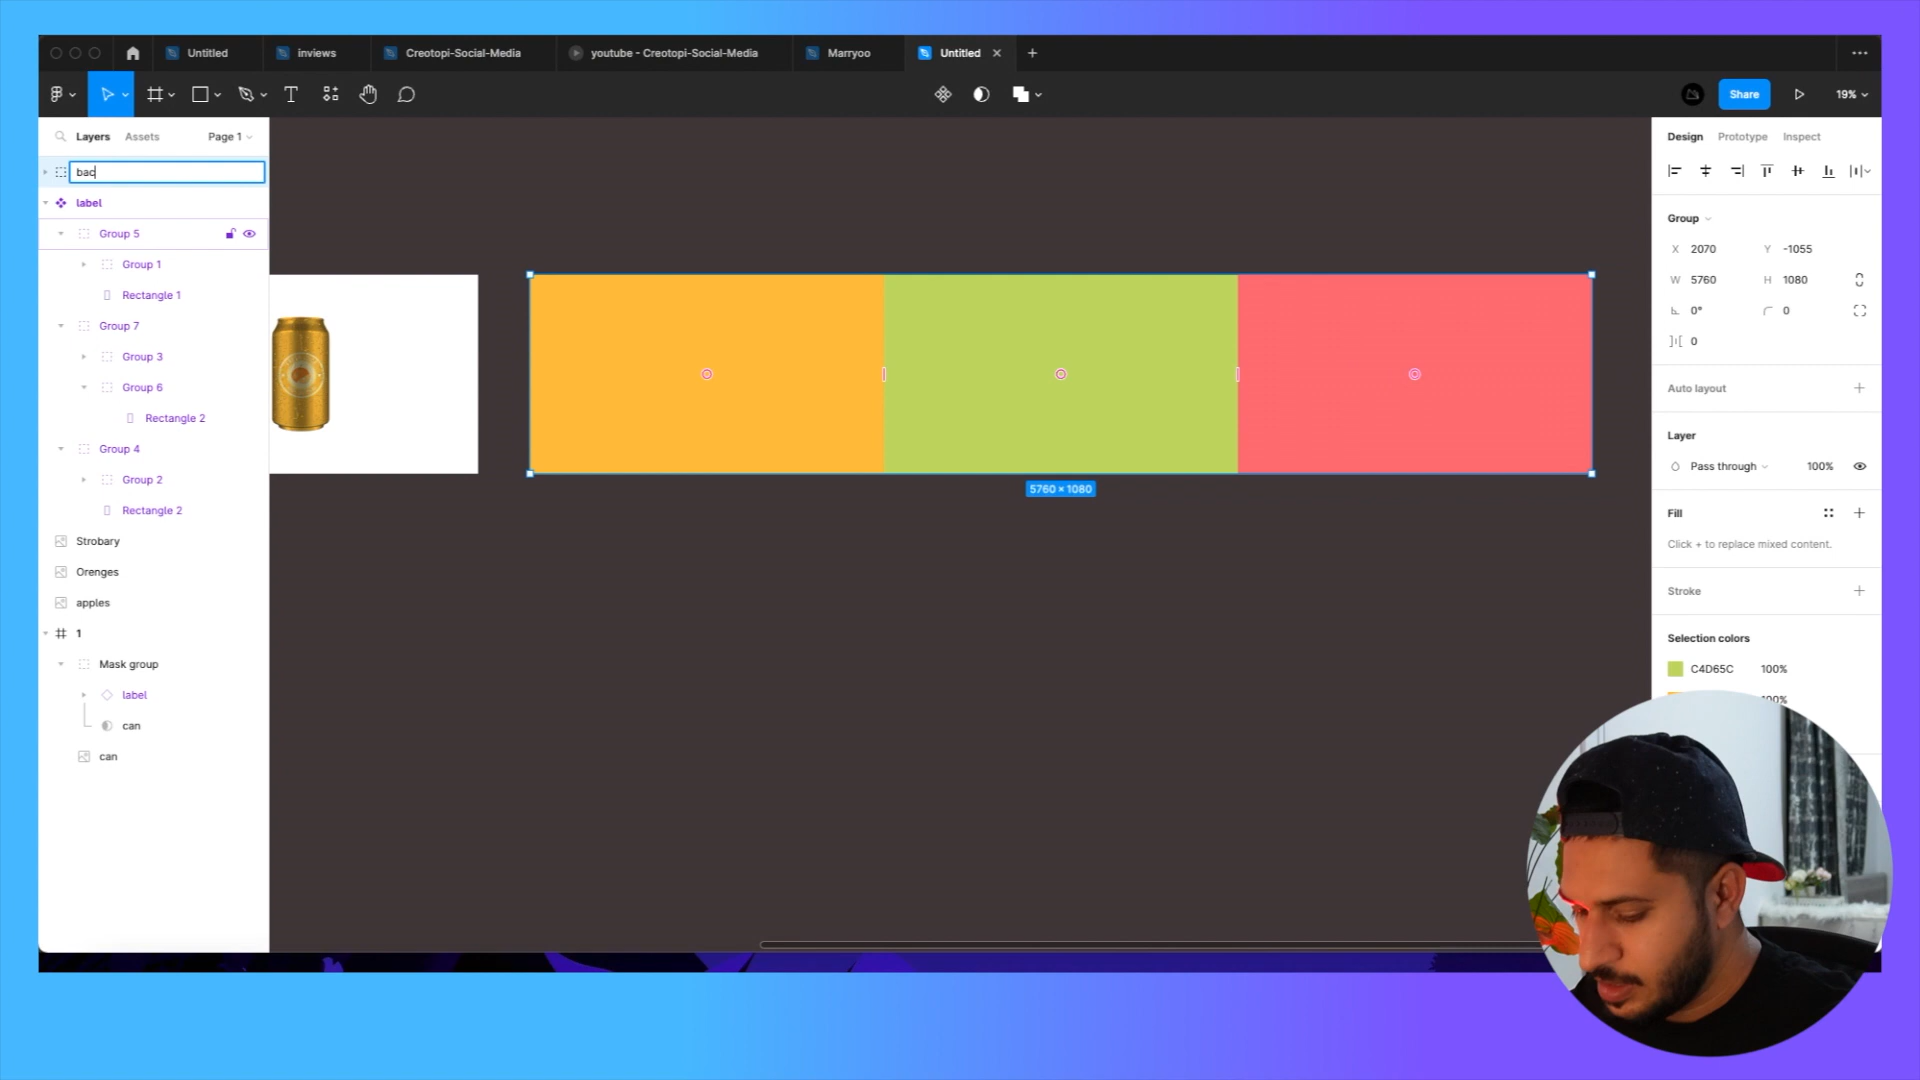 Untitled
inviews
Creotopi-Social-Media
youtube - Creotopi-Social-Media
Marryoo
Untitled
Share
19%
Layers
Assets
Page 1
Design
Prototype
Inspect
bac
label
Group 5
Group 1
Rectangle 1
Group 7
Group 3
Group 6
Rectangle 2
Group 4
Group 2
Rectangle 2
Strobary
Orenges
apples
1
Mask group
label
can
can
5760 × 1080
Group
X 2070 Y -1055
W 5760 H 1080
0° 0
0
Auto layout
Layer
Pass through 100%
Fill
Click + to replace mixed content.
Stroke
Selection colors
C4D65C 100%
100%